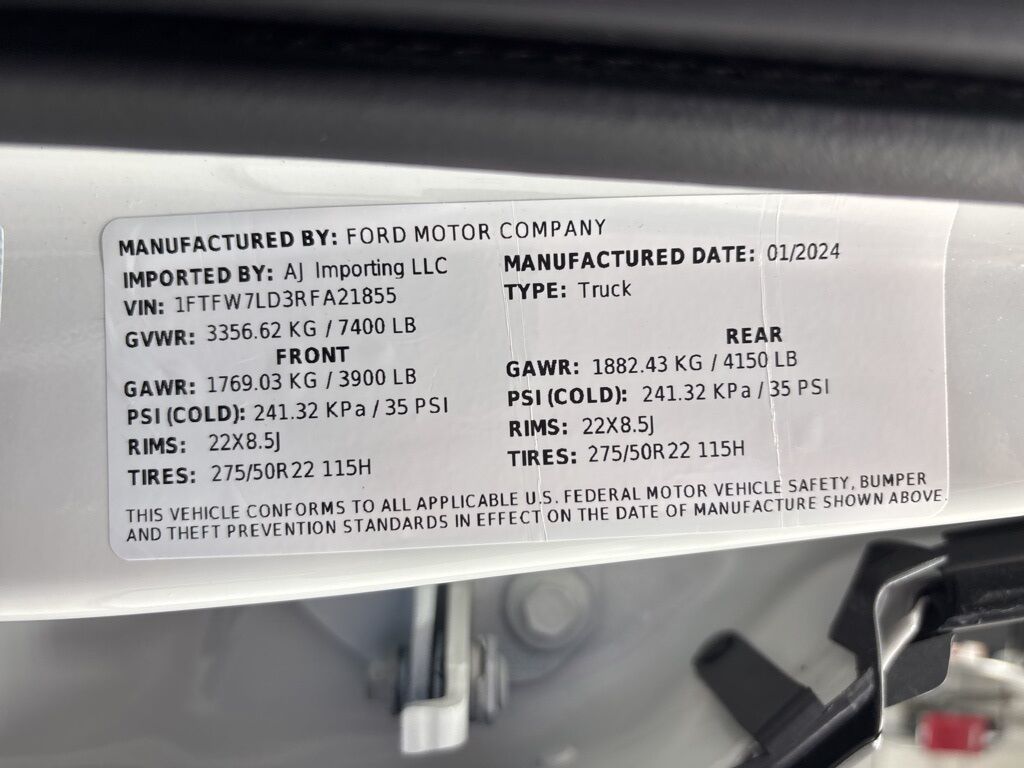 MANUFACTURED BY: FORD MOTOR COMPANY
IMPORTED BY: AJ Importing LLC
MANUFACTURED DATE: 01/2024
VIN: 1FTFW7LD3RFA21855
TYPE: Truck
GVWR: 3356.62 KG / 7400 LB
FRONT
GAWR: 1769.03 KG / 3900 LB
PSI (COLD): 241.32 KPa / 35 PSI
RIMS: 22X8.5J
TIRES: 275/50R22 115H
REAR
GAWR: 1882.43 KG / 4150 LB
PSI (COLD): 241.32 KPa / 35 PSI
RIMS: 22X8.5J
TIRES: 275/50R22 115H
THIS VEHICLE CONFORMS TO ALL APPLICABLE U.S. FEDERAL MOTOR VEHICLE SAFETY, BUMPER
AND THEFT PREVENTION STANDARDS IN EFFECT ON THE DATE OF MANUFACTURE SHOWN ABOVE.